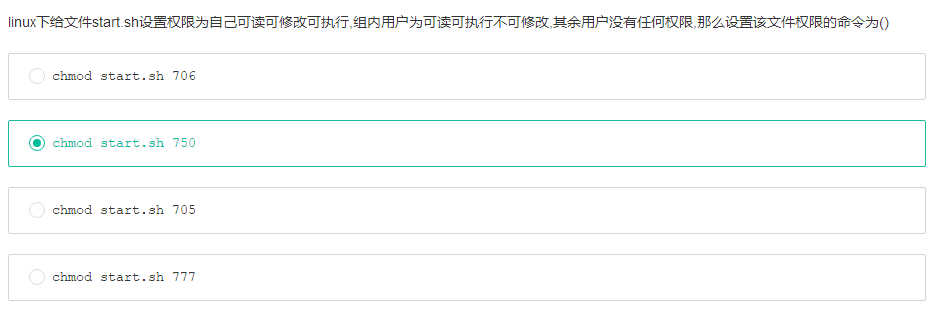 linux下给文件start.sh设置权限为自己可读可修改可执行,组内用户为可读可执行不可修改,其余用户没有任何权限,那么设置该文件权限的命令为()
chmod start.sh 706
chmod start.sh 750
chmod start.sh 705
chmod start.sh 777